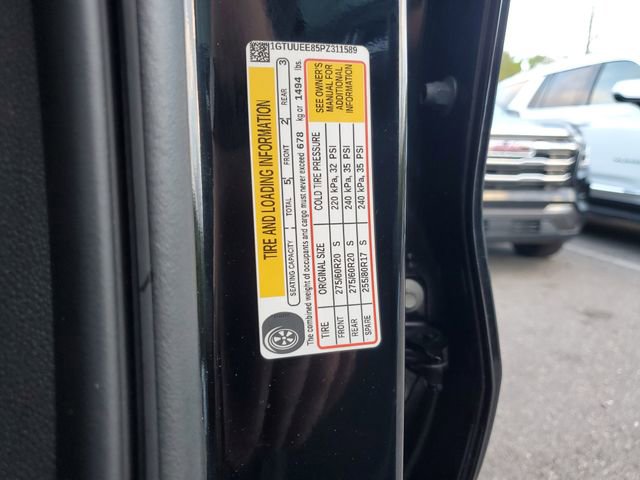 1GTUUEE85PZ311589
TIRE AND LOADING INFORMATION
SEATING CAPACITY TOTAL 5 FRONT 2 REAR 3
The combined weight of occupants and cargo must never exceed 678 kg or 1494 lbs.
TIRE ORIGINAL SIZE COLD TIRE PRESSURE
FRONT 275/60R20 S 220 kPa, 32 PSI
REAR 275/60R20 S 240 kPa, 35 PSI
SPARE 255/80R17 S 240 kPa, 35 PSI
SEE OWNER'S
MANUAL FOR
ADDITIONAL
INFORMATION
GMC